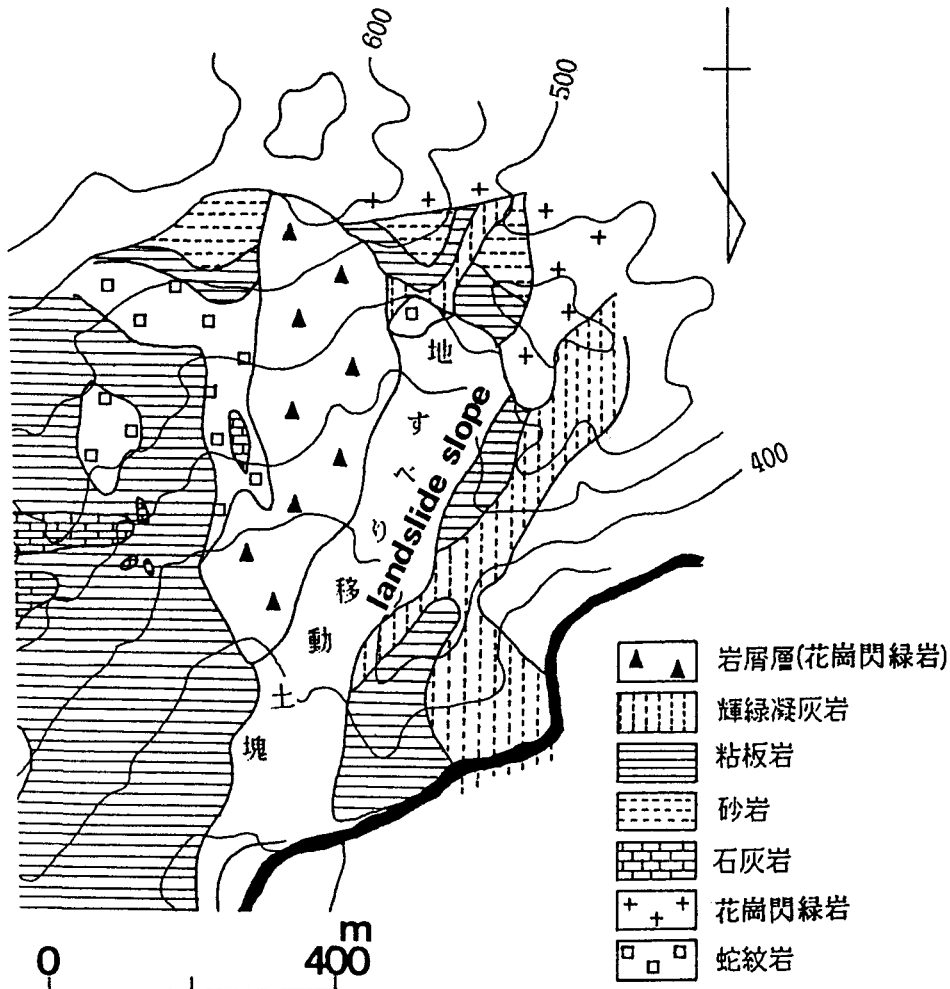 600
500
400
地すべり移動土塊
landslide slope
岩屑層(花崗閃緑岩)
輝緑凝灰岩
粘板岩
砂岩
石灰岩
花崗閃緑岩
蛇紋岩
m
0 400